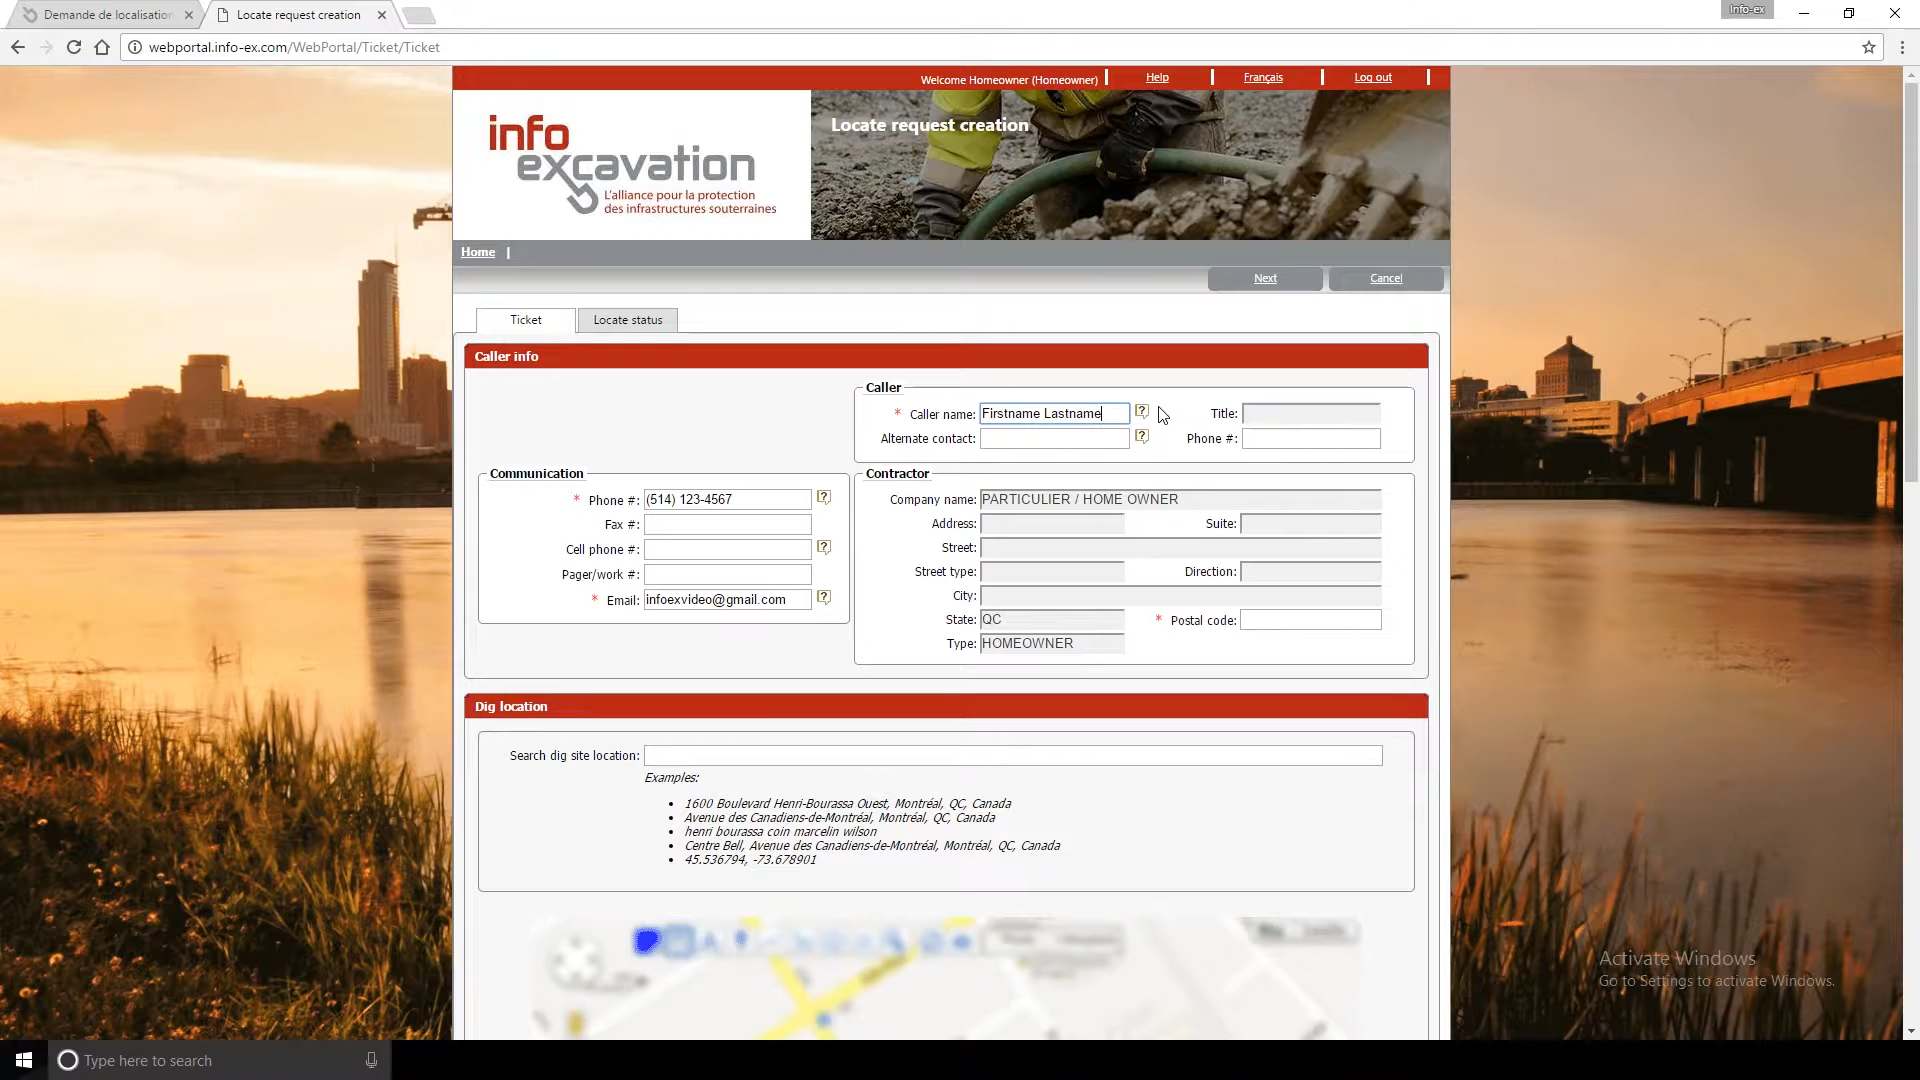 Demande de localisation
Locate request creation
Info-ex
webportal.info-ex.com/WebPortal/Ticket/Ticket
Welcome Homeowner (Homeowner)
Help
Français
Log out
info
excavation
L'alliance pour la protection
des infrastructures souterraines
Locate request creation
Home |
Next
Cancel
Ticket
Locate status
Caller info
Caller
* Caller name: Firstname Lastname ?
Title:
Alternate contact: ?
Phone #:
Communication
* Phone #: (514) 123-4567 ?
Fax #:
Cell phone #: ?
Pager/work #:
* Email: infoexvideo@gmail.com ?
Contractor
Company name: PARTICULIER / HOME OWNER
Address:
Suite:
Street:
Street type:
Direction:
City:
State: QC
* Postal code:
Type: HOMEOWNER
Dig location
Search dig site location:
Examples:
• 1600 Boulevard Henri-Bourassa Ouest, Montréal, QC, Canada
• Avenue des Canadiens-de-Montréal, Montréal, QC, Canada
• henri bourassa coin marcelin wilson
• Centre Bell, Avenue des Canadiens-de-Montréal, Montréal, QC, Canada
• 45.536794, -73.678901
Activate Windows
Go to Settings to activate Windows.
Type here to search